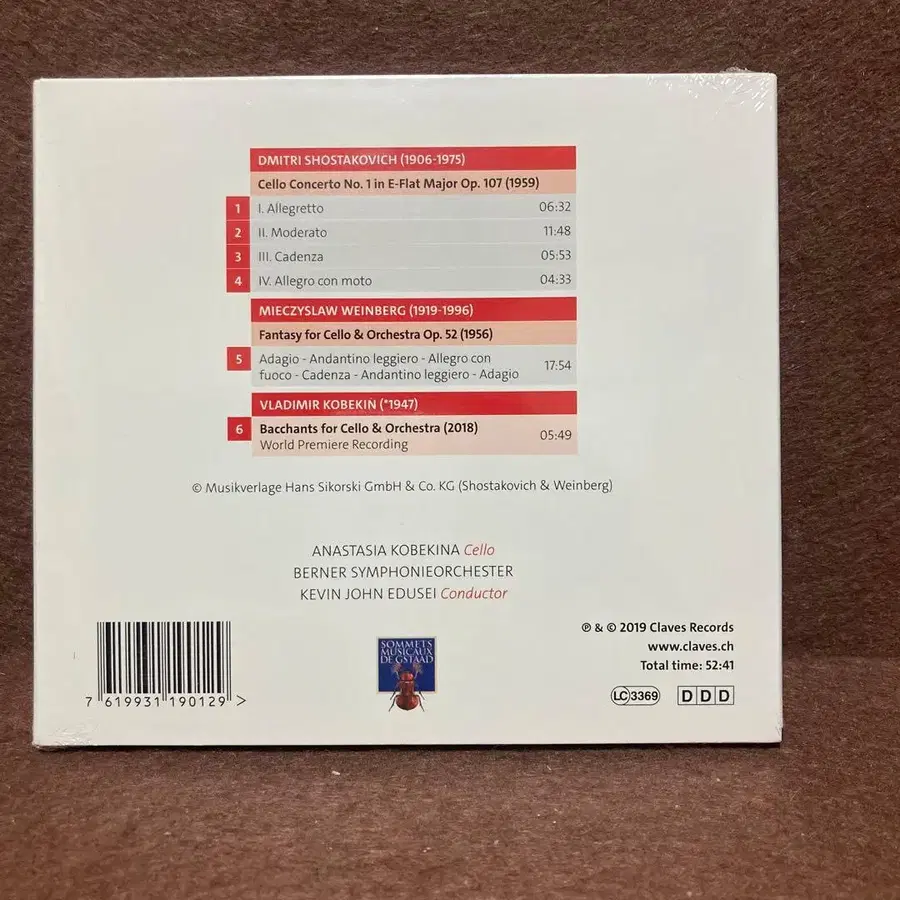 DMITRI SHOSTAKOVICH (1906-1975)
Cello Concerto No. 1 in E-Flat Major Op. 107 (1959)
1 I. Allegretto 06:32
2 II. Moderato 11:48
3 III. Cadenza 05:53
4 IV. Allegro con moto 04:33
MIECZYSLAW WEINBERG (1919-1996)
Fantasy for Cello & Orchestra Op. 52 (1956)
5 Adagio - Andantino leggiero - Allegro con
fuoco - Cadenza - Andantino leggiero - Adagio 17:54
VLADIMIR KOBEKIN (*1947)
6 Bacchants for Cello & Orchestra (2018)
World Premiere Recording 05:49
© Musikverlage Hans Sikorski GmbH & Co. KG (Shostakovich & Weinberg)
ANASTASIA KOBEKINA Cello
BERNER SYMPHONIEORCHESTER
KEVIN JOHN EDUSEI Conductor
℗ & © 2019 Claves Records
www.claves.ch
Total time: 52:41
SOMMETS
MUSICAUX
DE GSTAAD
LC 3369 DDD
7 619931 190129 >